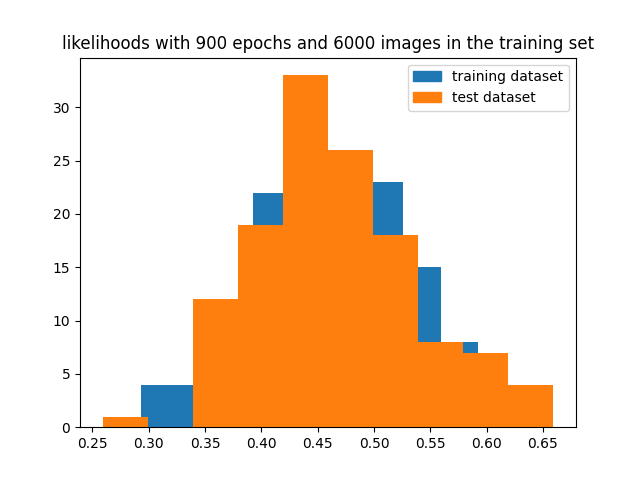 likelihoods with 900 epochs and 6000 images in the training set
training dataset
test dataset
30
25
20
15
10
5
0
0.25 0.30 0.35 0.40 0.45 0.50 0.55 0.60 0.65